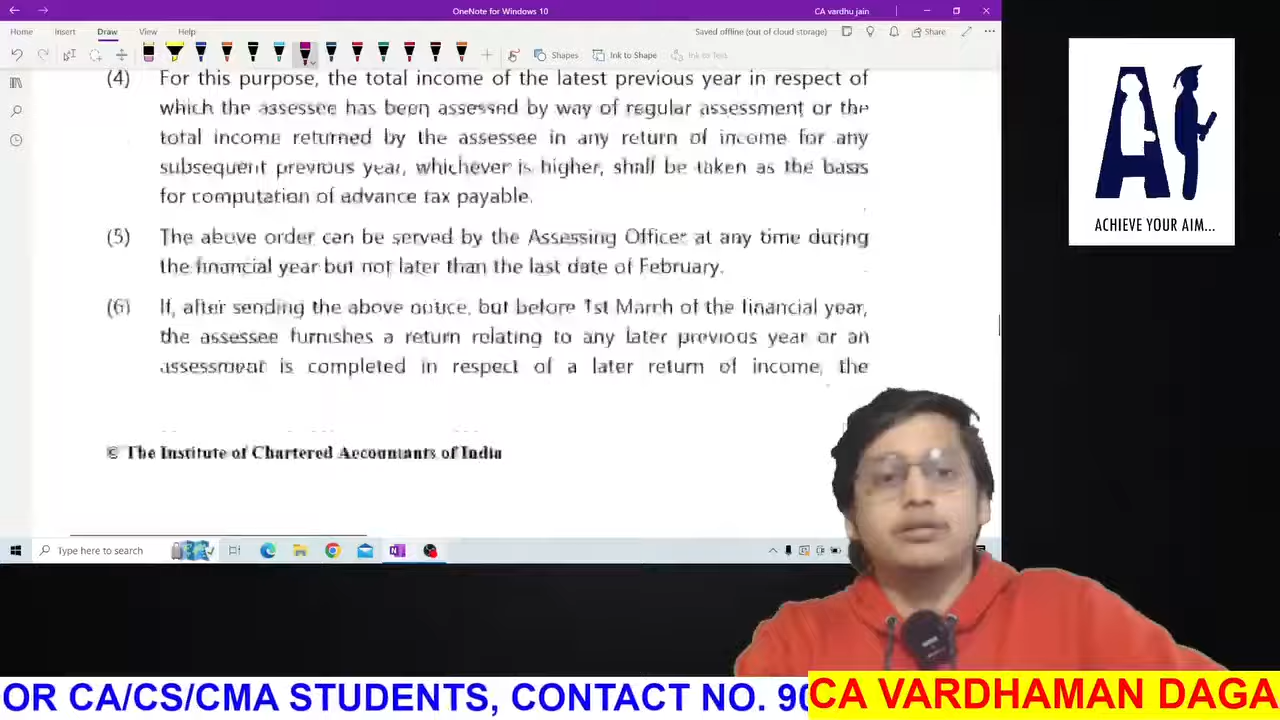 OneNote for Windows 10
CA vardhu jain
Home Insert Draw View Help
Saved offline (out of cloud storage)
Share
Shapes
Ink to Shape
Ink to Text
(4) For this purpose, the total income of the latest previous year in respect of
which the assessee has been assessed by way of regular assessment or the
total income returned by the assessee in any return of income for any
subsequent previous year, whichever is higher, shall be taken as the basis
for computation of advance tax payable.
(5) The above order can be served by the Assessing Officer at any time during
the financial year but not later than the last date of February.
(6) If, after sending the above notice, but before 1st March of the financial year,
the assessee furnishes a return relating to any later previous year or an
assessment is completed in respect of a later return of income, the
© The Institute of Chartered Accountants of India
Type here to search
ACHIEVE YOUR AIM...
OR CA/CS/CMA STUDENTS, CONTACT NO. 90
CA VARDHAMAN DAGA